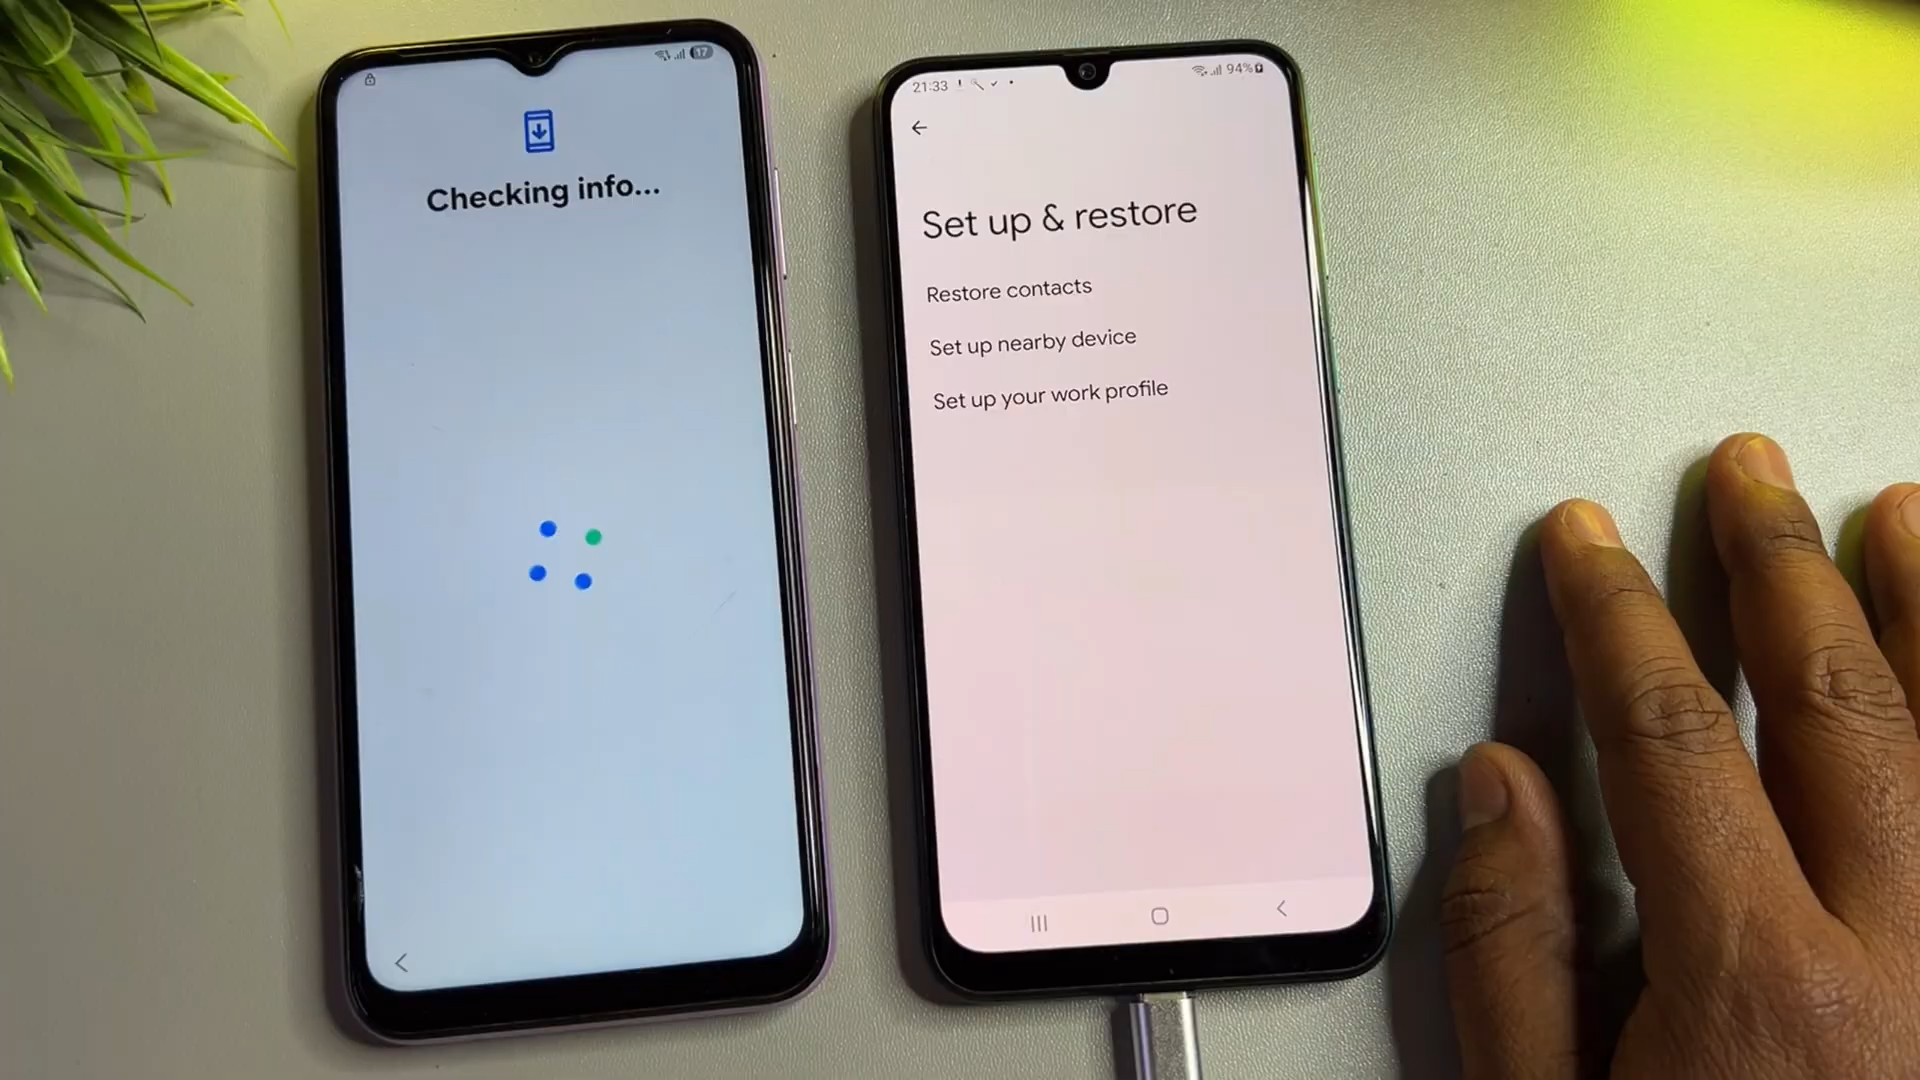 17
Checking info...
21:33
94%
Set up & restore
Restore contacts
Set up nearby device
Set up your work profile